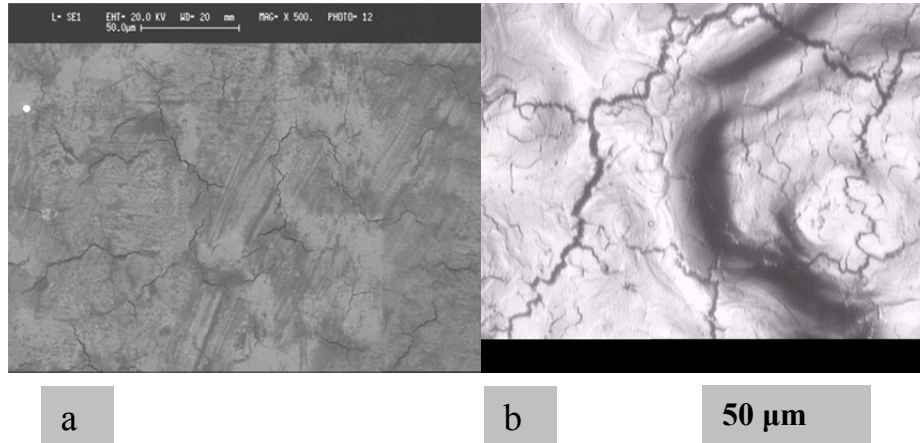 L= SE1 EHT= 20.0 KV WD= 20 mm MAG= X 500. PHOTO= 12
50.0µm
a b 50 µm